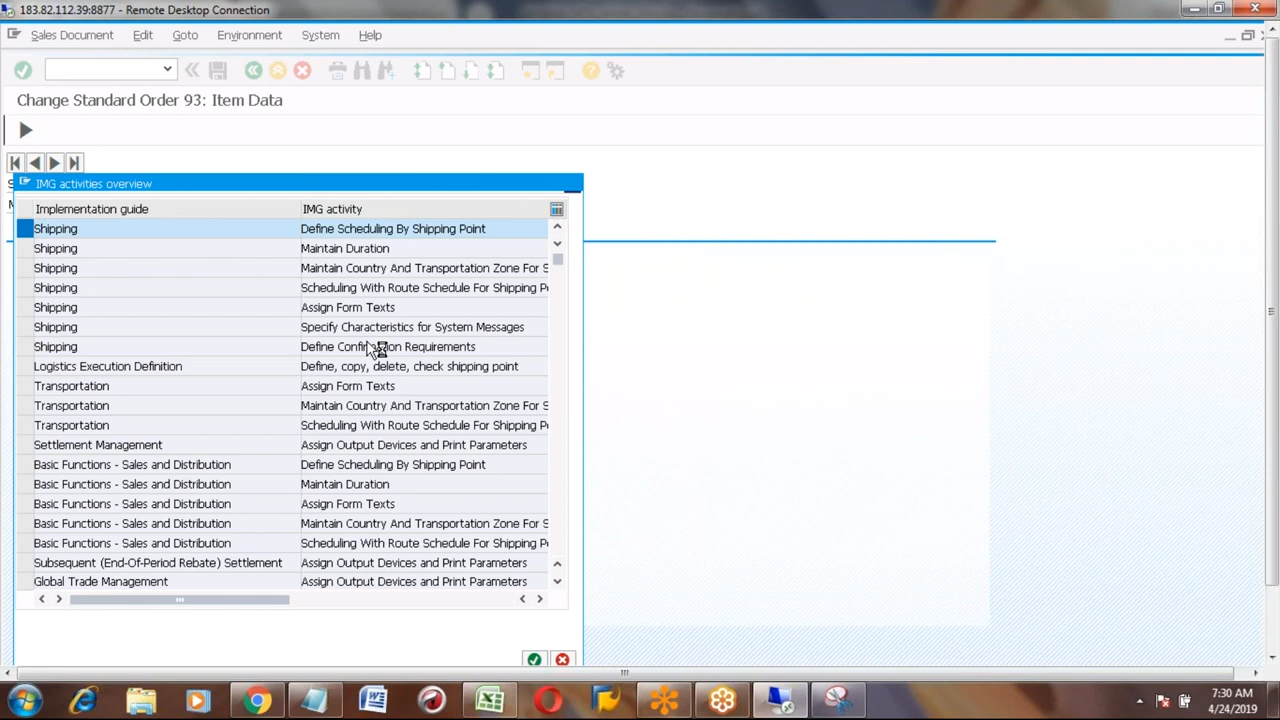 183.82.112.39:8877 - Remote Desktop Connection
Sales Document Edit Goto Environment System Help
Change Standard Order 93: Item Data
IMG activities overview
Implementation guide IMG activity
Shipping Define Scheduling By Shipping Point
Shipping Maintain Duration
Shipping Maintain Country And Transportation Zone For S
Shipping Scheduling With Route Schedule For Shipping Po
Shipping Assign Form Texts
Shipping Specify Characteristics for System Messages
Shipping Define Confirmation Requirements
Logistics Execution Definition Define, copy, delete, check shipping point
Transportation Assign Form Texts
Transportation Maintain Country And Transportation Zone For S
Transportation Scheduling With Route Schedule For Shipping Po
Settlement Management Assign Output Devices and Print Parameters
Basic Functions - Sales and Distribution Define Scheduling By Shipping Point
Basic Functions - Sales and Distribution Maintain Duration
Basic Functions - Sales and Distribution Assign Form Texts
Basic Functions - Sales and Distribution Maintain Country And Transportation Zone For S
Basic Functions - Sales and Distribution Scheduling With Route Schedule For Shipping Po
Subsequent (End-Of-Period Rebate) Settlement Assign Output Devices and Print Parameters
Global Trade Management Assign Output Devices and Print Parameters
7:30 AM
4/24/2019